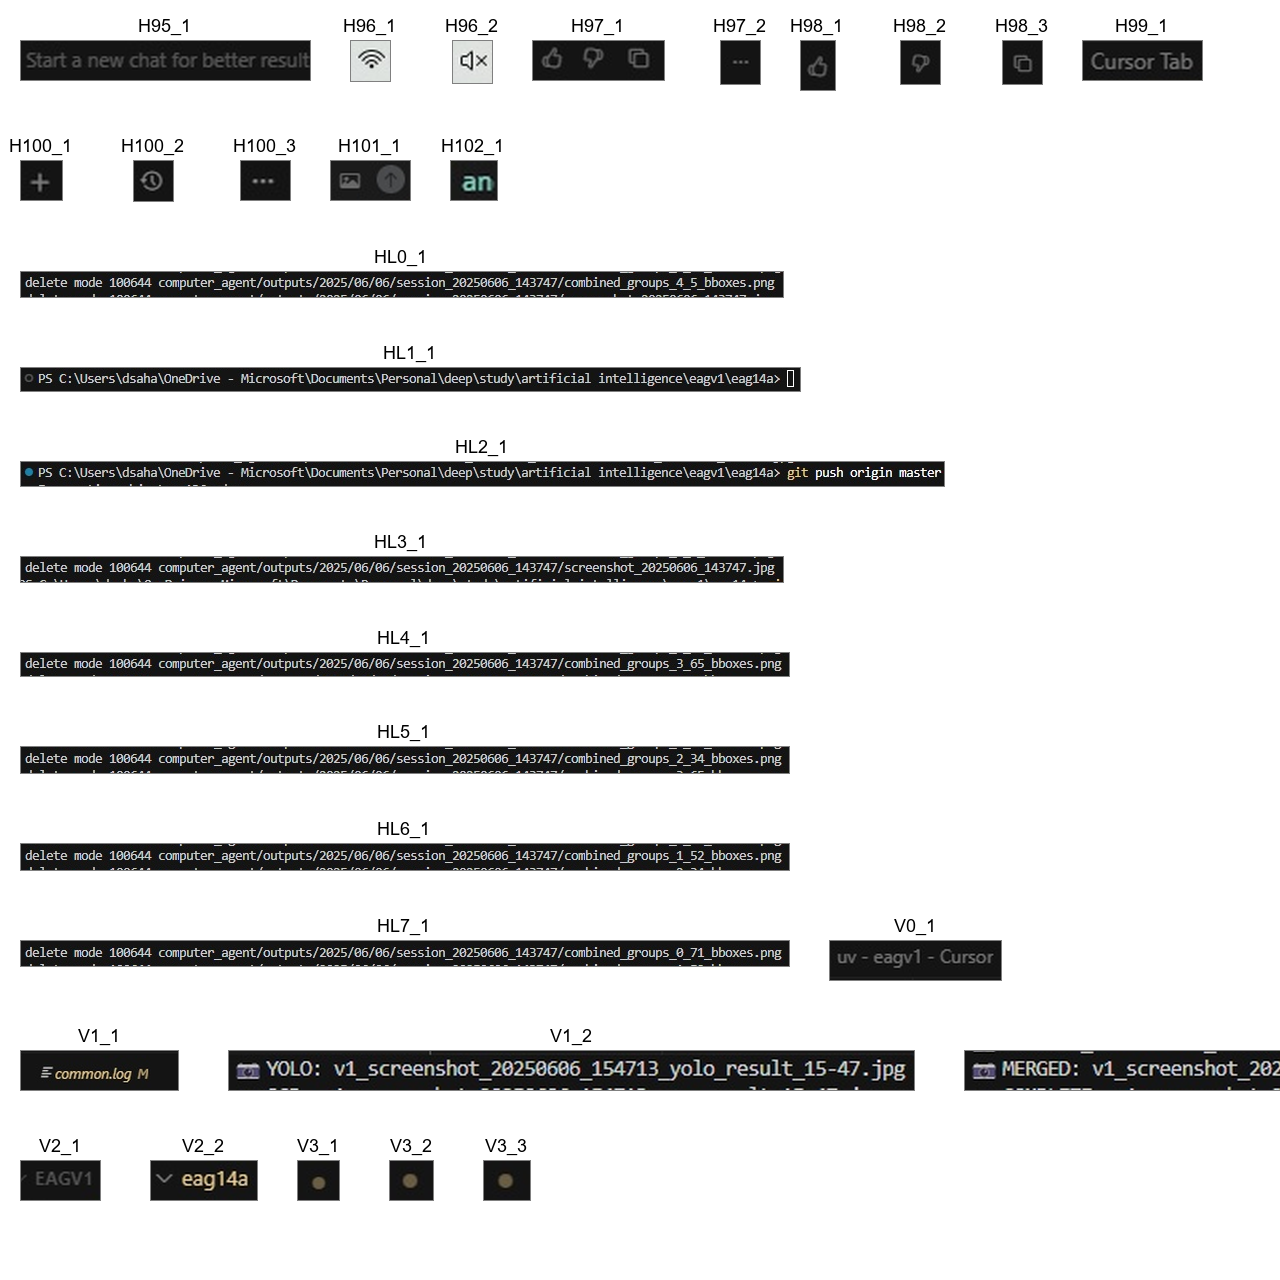 H95_1 H96_1 H96_2 H97_1 H97_2 H98_1 H98_2 H98_3 H99_1
Start a new chat for better result
Cursor Tab
H100_1 H100_2 H100_3 H101_1 H102_1
an
HL0_1
delete mode 100644 computer_agent/outputs/2025/06/06/session_20250606_143747/combined_groups_4_5_bboxes.png
HL1_1
PS C:\Users\dsaha\OneDrive - Microsoft\Documents\Personal\deep\study\artificial intelligence\eagv1\eag14a>
HL2_1
PS C:\Users\dsaha\OneDrive - Microsoft\Documents\Personal\deep\study\artificial intelligence\eagv1\eag14a> git push origin master
HL3_1
delete mode 100644 computer_agent/outputs/2025/06/06/session_20250606_143747/screenshot_20250606_143747.jpg
HL4_1
delete mode 100644 computer_agent/outputs/2025/06/06/session_20250606_143747/combined_groups_3_65_bboxes.png
HL5_1
delete mode 100644 computer_agent/outputs/2025/06/06/session_20250606_143747/combined_groups_2_34_bboxes.png
HL6_1
delete mode 100644 computer_agent/outputs/2025/06/06/session_20250606_143747/combined_groups_1_52_bboxes.png
HL7_1 V0_1
delete mode 100644 computer_agent/outputs/2025/06/06/session_20250606_143747/combined_groups_0_71_bboxes.png
uv - eagv1 - Cursor
V1_1 V1_2
common.log M
YOLO: v1_screenshot_20250606_154713_yolo_result_15-47.jpg
MERGED: v1_screenshot_202
V2_1 V2_2 V3_1 V3_2 V3_3
EAGV1
eag14a